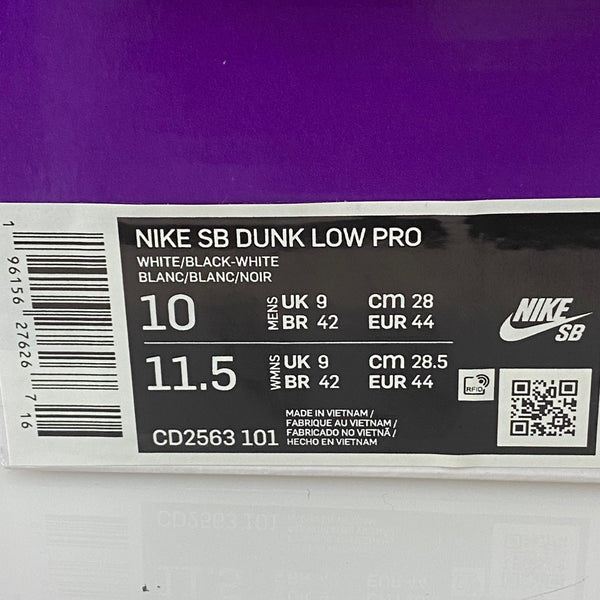 NIKE SB DUNK LOW PRO
WHITE/BLACK-WHITE
BLANC/BLANC/NOIR
10 MENS UK 9 cm 28
BR 42 EUR 44
11.5 WMNS UK 9 cm 28.5
BR 42 EUR 44
CD2563 101
MADE IN VIETNAM /
FABRIQUE AU VIETNAM /
FABRICADO NO VIETNÃ /
HECHO EN VIETNAM
RFID
NIKE
SB
1 96156 27626 7 16
CD2563 101